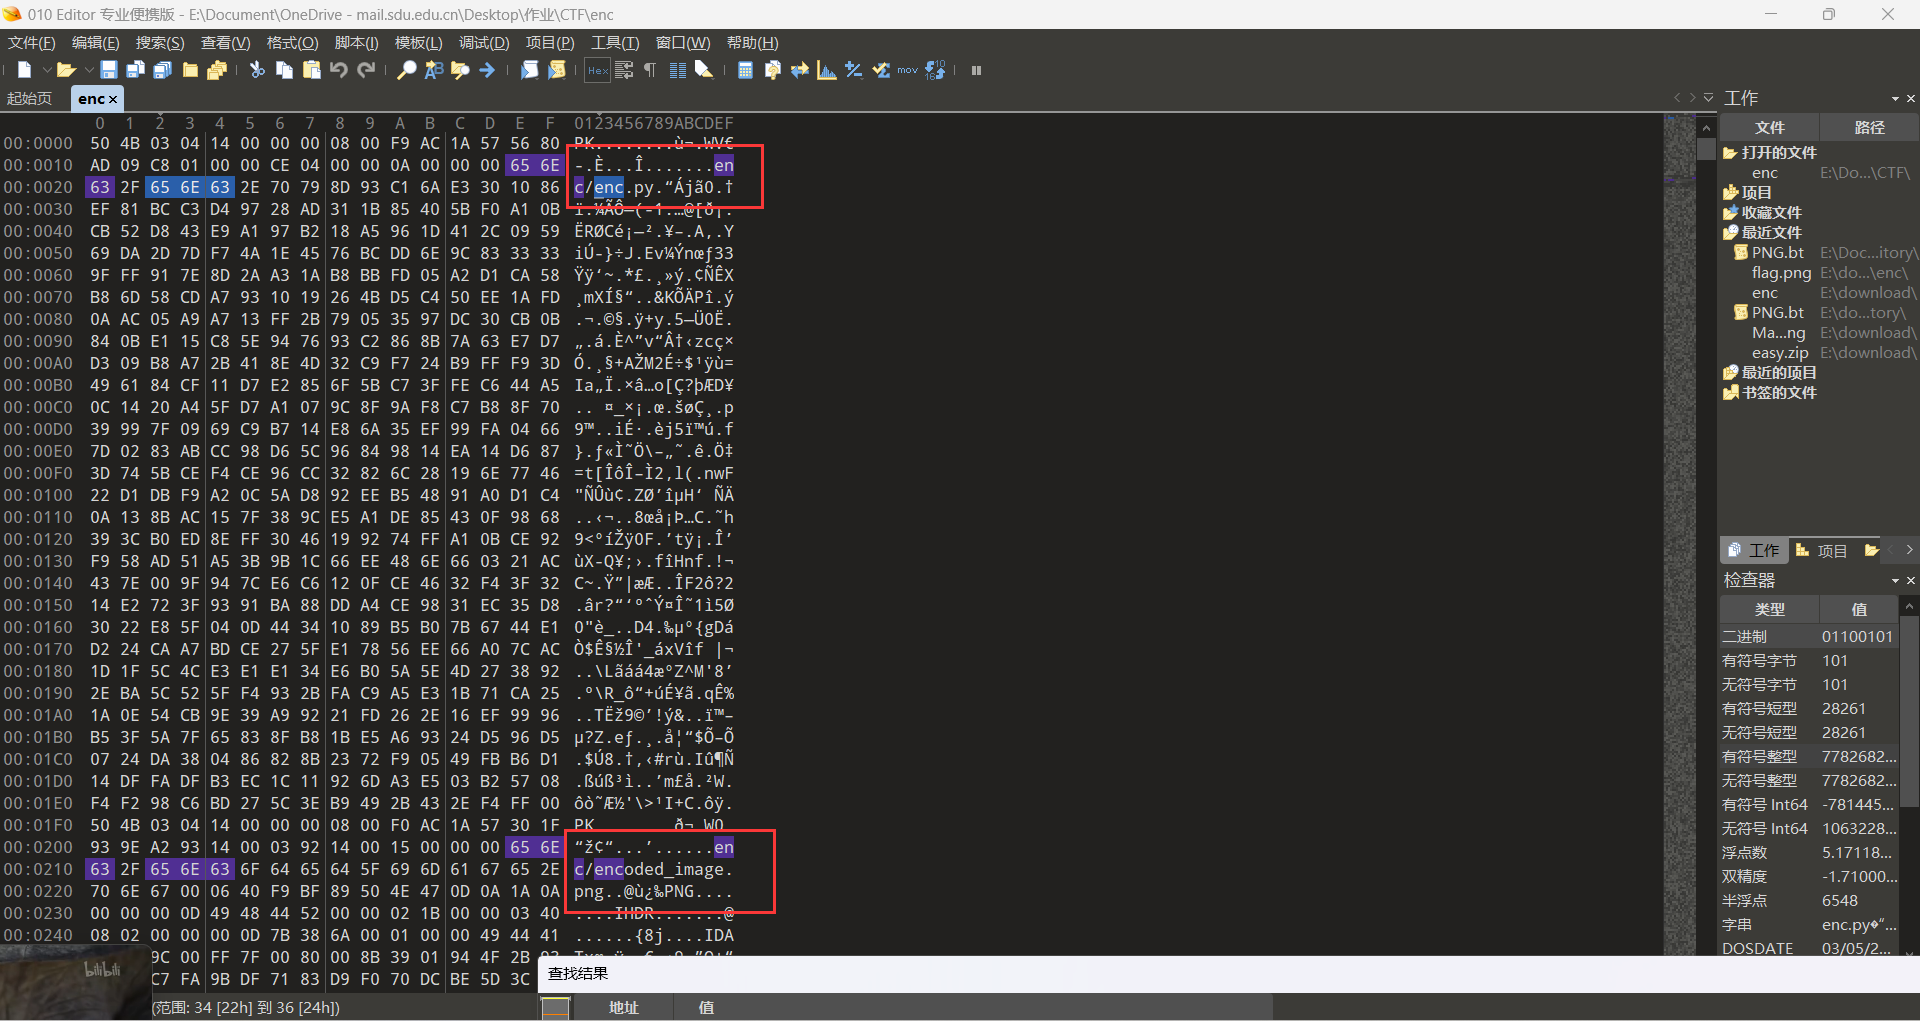 010 Editor 专业便携版 - E:\Document\OneDrive - mail.sdu.edu.cn\Desktop\作业\CTF\enc
文件(F) 编辑(E) 搜索(S) 查看(V) 格式(O) 脚本(I) 模板(L) 调试(D) 项目(P) 工具(T) 窗口(W) 帮助(H)
起始页 enc
0 1 2 3 4 5 6 7 8 9 A B C D E F 0123456789ABCDEF
00:0000 50 4B 03 04 14 00 00 00 08 00 F9 AC 1A 57 56 80 PK........ù¬.WV€
00:0010 AD 09 C8 01 00 00 CE 04 00 00 0A 00 00 00 65 6E -.È...Î.......en
00:0020 63 2F 65 6E 63 2E 70 79 8D 93 C1 6A E3 30 10 86 c/enc.py.“Ájã0.†
00:0030 EF 81 BC C3 D4 97 28 AD 31 1B 85 40 5B F0 A1 0B ï.¼ÃÔ—(-1.…@[ð¡.
00:0040 CB 52 D8 43 E9 A1 97 B2 18 A5 96 1D 41 2C 09 59 ËRØCé¡—².¥–.A,.Y
00:0050 69 DA 2D 7D F7 4A 1E 45 76 BC DD 6E 9C 83 33 33 iÚ-}÷J.Ev¼Ýnœƒ33
00:0060 9F FF 91 7E 8D 2A A3 1A B8 BB FD 05 A2 D1 CA 58 Ÿÿ‘~.*£.¸»ý.¢ÑÊX
00:0070 B8 6D 58 CD A7 93 10 19 26 4B D5 C4 50 EE 1A FD ¸mXÍ§“..&KÕÄPî.ý
00:0080 0A AC 05 A9 A7 13 FF 2B 79 05 35 97 DC 30 CB 0B .¬.©§.ÿ+y.5—Ü0Ë.
00:0090 84 0B E1 15 C8 5E 94 76 93 C2 86 8B 7A 63 E7 D7 „.á.È^”v“Â†‹zcç×
00:00A0 D3 09 B8 A7 2B 41 8E 4D 32 C9 F7 24 B9 FF F9 3D Ó.¸§+AŽM2É÷$¹ÿù=
00:00B0 49 61 84 CF 11 D7 E2 85 6F 5B C7 3F FE C6 44 A5 Ia„Ï.×â…o[Ç?þÆD¥
00:00C0 0C 14 20 A4 5F D7 A1 07 9C 8F 9A F8 C7 B8 8F 70 .. ¤_×¡.œ.šøÇ¸.p
00:00D0 39 99 7F 09 69 C9 B7 14 E8 6A 35 EF 99 FA 04 66 9™..iÉ·.èj5ï™ú.f
00:00E0 7D 02 83 AB CC 98 D6 5C 96 84 98 14 EA 14 D6 87 }.ƒ«Ì˜Ö\–„˜.ê.Ö‡
00:00F0 3D 74 5B CE F4 CE 96 CC 32 82 6C 28 19 6E 77 46 =t[ÎôÎ–Ì2‚l(.nwF
00:0100 22 D1 DB F9 A2 0C 5A D8 92 EE B5 48 91 A0 D1 C4 "ÑÛù¢.ZØ’îµH‘ ÑÄ
00:0110 0A 13 8B AC 15 7F 38 9C E5 A1 DE 85 43 0F 98 68 ..‹¬..8œå¡Þ…C.˜h
00:0120 39 3C B0 ED 8E FF 30 46 19 92 74 FF A1 0B CE 92 9<°íŽÿ0F.’tÿ¡.Î’
00:0130 F9 58 AD 51 A5 3B 9B 1C 66 EE 48 6E 66 03 21 AC ùX-Q¥;›.fîHnf.!¬
00:0140 43 7E 00 9F 94 7C E6 C6 12 0F CE 46 32 F4 3F 32 C~.Ÿ”|æÆ..ÎF2ô?2
00:0150 14 E2 72 3F 93 91 BA 88 DD A4 CE 98 31 EC 35 D8 .âr?“‘ºˆÝ¤Î˜1ì5Ø
00:0160 30 22 E8 5F 04 0D 44 34 10 89 B5 B0 7B 67 44 E1 0"è_..D4.‰µ°{gDá
00:0170 D2 24 CA A7 BD CE 27 5F E1 78 56 EE 66 A0 7C AC Ò$Ê§½Î'_áxVîf |¬
00:0180 1D 1F 5C 4C E3 E1 E1 34 E6 B0 5A 5E 4D 27 38 92 ..\Lãáá4æ°Z^M'8’
00:0190 2E BA 5C 52 5F F4 93 2B FA C9 A5 E3 1B 71 CA 25 .º\R_ô“+úÉ¥ã.qÊ%
00:01A0 1A 0E 54 CB 9E 39 A9 92 21 FD 26 2E 16 EF 99 96 ..TËž9©’!ý&..ï™–
00:01B0 B5 3F 5A 7F 65 83 8F B8 1B E5 A6 93 24 D5 96 D5 µ?Z.eƒ.¸.å¦“$Õ–Õ
00:01C0 07 24 DA 38 04 86 82 8B 23 72 F9 05 49 FB B6 D1 .$Ú8.†‚‹#rù.Iû¶Ñ
00:01D0 14 DF FA DF B3 EC 1C 11 92 6D A3 E5 03 B2 57 08 .ßúß³ì..’m£å.²W.
00:01E0 F4 F2 98 C6 BD 27 5C 3E B9 49 2B 43 2E F4 FF 00 ôò˜Æ½'\>¹I+C.ôÿ.
00:01F0 50 4B 03 04 14 00 00 00 08 00 F0 AC 1A 57 30 1F PK........ð¬.W0.
00:0200 93 9E A2 93 14 00 03 92 14 00 15 00 00 00 65 6E “ž¢“...’......en
00:0210 63 2F 65 6E 63 6F 64 65 64 5F 69 6D 61 67 65 2E c/encoded_image.
00:0220 70 6E 67 00 06 40 F9 BF 89 50 4E 47 0D 0A 1A 0A png..@ù¿‰PNG....
00:0230 00 00 00 0D 49 48 44 52 00 00 02 1B 00 00 03 40 ....IHDR.......@
00:0240 08 02 00 00 00 0D 7B 38 6A 00 01 00 00 49 44 41 ......{8j....IDA
9C 00 FF 7F 00 80 00 8B 39 01 94 4F 2B
C7 FA 9B DF 71 83 D9 F0 70 DC BE 5D 3C
bilibili
(范围: 34 [22h] 到 36 [24h])
查找结果
地址 值
工作
文件 路径
打开的文件
enc E:\Do...\CTF\
项目
收藏文件
最近文件
PNG.bt E:\Doc...itory\
flag.png E:\do...\enc\
enc E:\download\
PNG.bt E:\do...tory\
Ma...ng E:\download\
easy.zip E:\download\
最近的项目
书签的文件
工作 项目
检查器
类型 值
二进制 01100101
有符号字节 101
无符号字节 101
有符号短型 28261
无符号短型 28261
有符号整型 7782682...
无符号整型 7782682...
有符号 Int64 -781445...
无符号 Int64 1063228...
浮点数 5.17118...
双精度 -1.71000...
半浮点 6548
字串 enc.py�“...
DOSDATE 03/05/2...